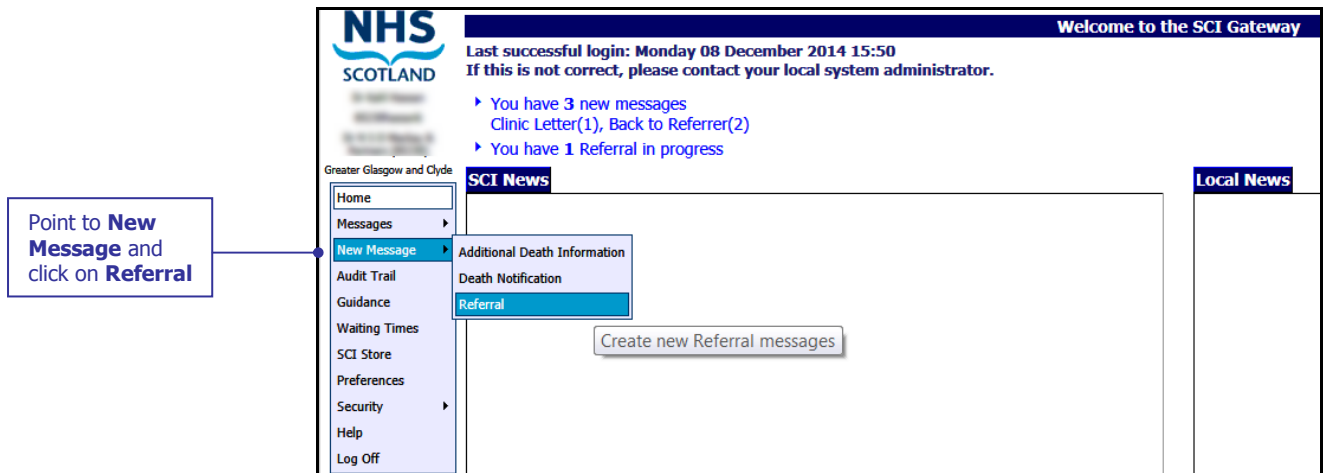 NHS
SCOTLAND
Welcome to the SCI Gateway
Last successful login: Monday 08 December 2014 15:50
If this is not correct, please contact your local system administrator.
You have 3 new messages
Clinic Letter(1), Back to Referrer(2)
You have 1 Referral in progress
Greater Glasgow and Clyde
SCI News
Local News
Home
Messages
New Message
Audit Trail
Guidance
Waiting Times
SCI Store
Preferences
Security
Help
Log Off
Additional Death Information
Death Notification
Referral
Create new Referral messages
Point to New
Message and
click on Referral